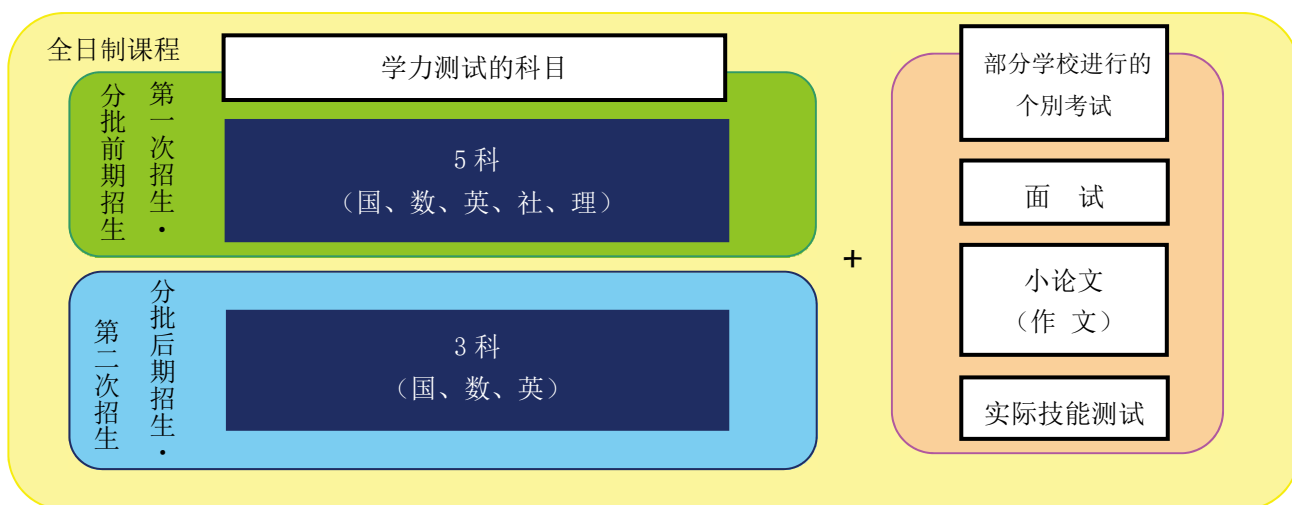 全日制课程
学力测试的科目
第一次招生·
分批前期招生
5科
（国、数、英、社、理）
分批后期招生·
第二次招生
3科
（国、数、英）
+
部分学校进行的
个别考试
面 试
小论文
（作 文）
实际技能测试